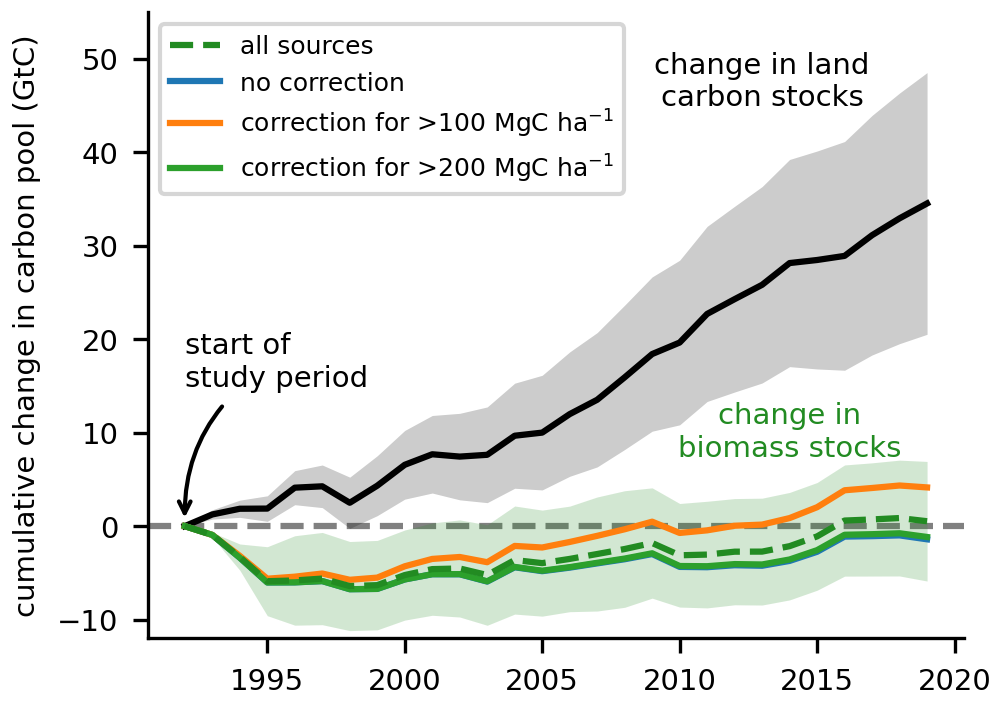 all sources
no correction
correction for >100 MgC ha⁻¹
correction for >200 MgC ha⁻¹
change in land
carbon stocks
start of
study period
change in
biomass stocks
cumulative change in carbon pool (GtC)
50
40
30
20
10
0
−10
1995
2000
2005
2010
2015
2020